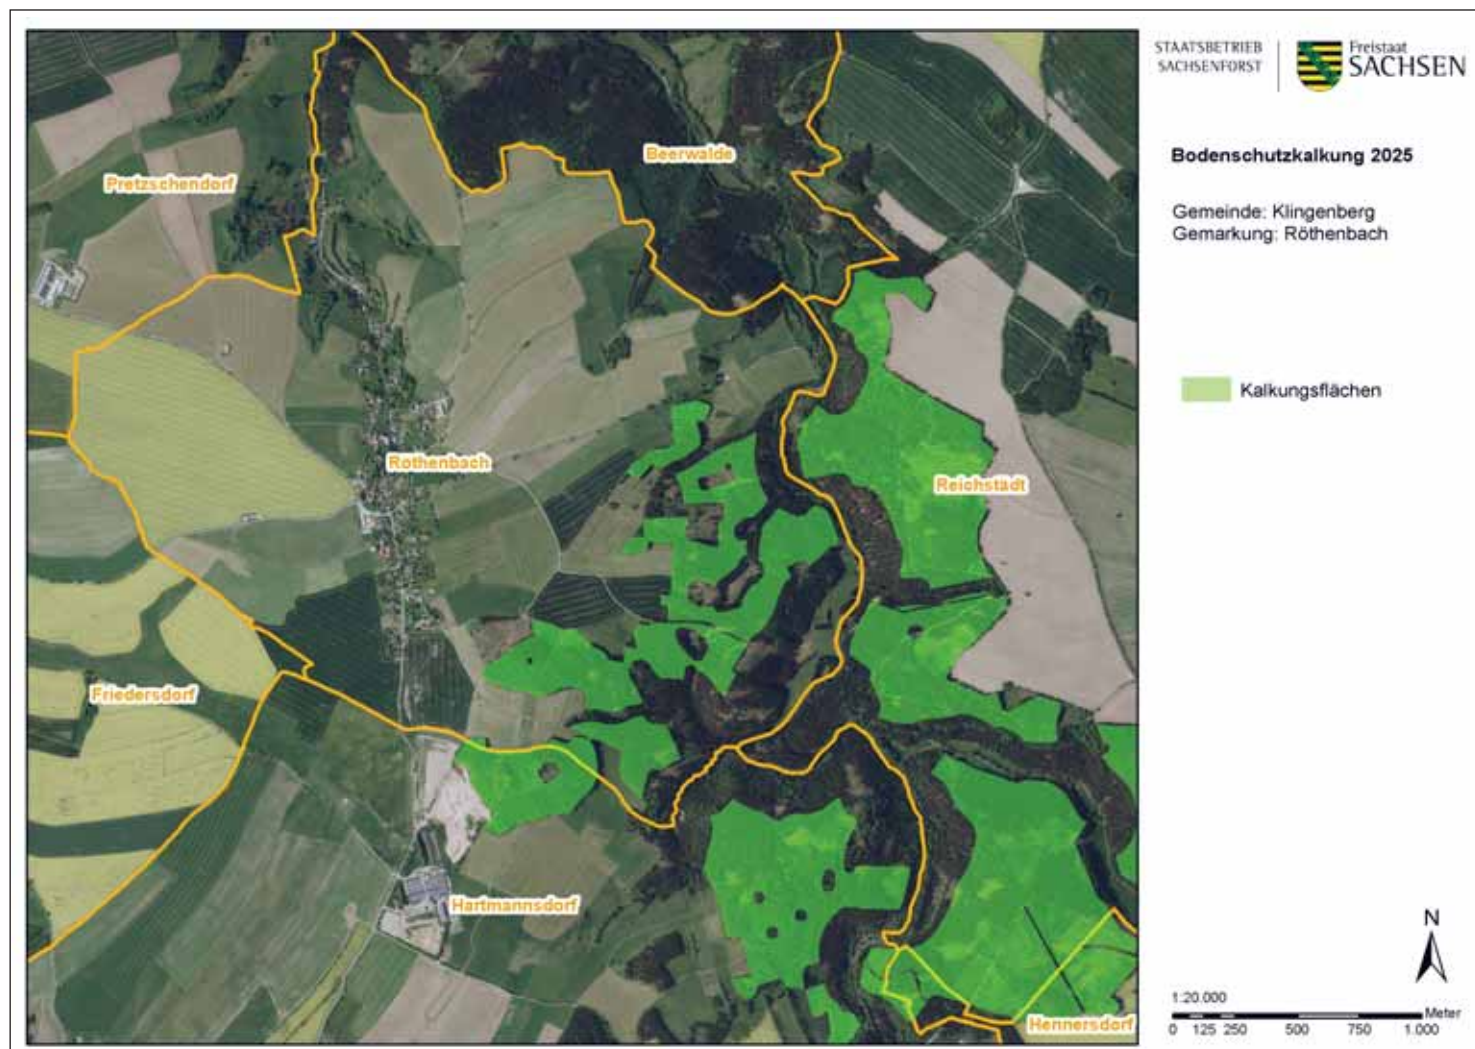 STAATSBETRIEB
SACHSENFORST
Freistaat
SACHSEN
Bodenschutzkalkung 2025
Gemeinde: Klingenberg
Gemarkung: Röthenbach
Kalkungsflächen
Beerwalde
Pretzschendorf
Röthenbach
Reichstädt
Friedersdorf
Hartmannsdorf
Hennersdorf
N
1:20.000
Meter
0 125 250 500 750 1.000